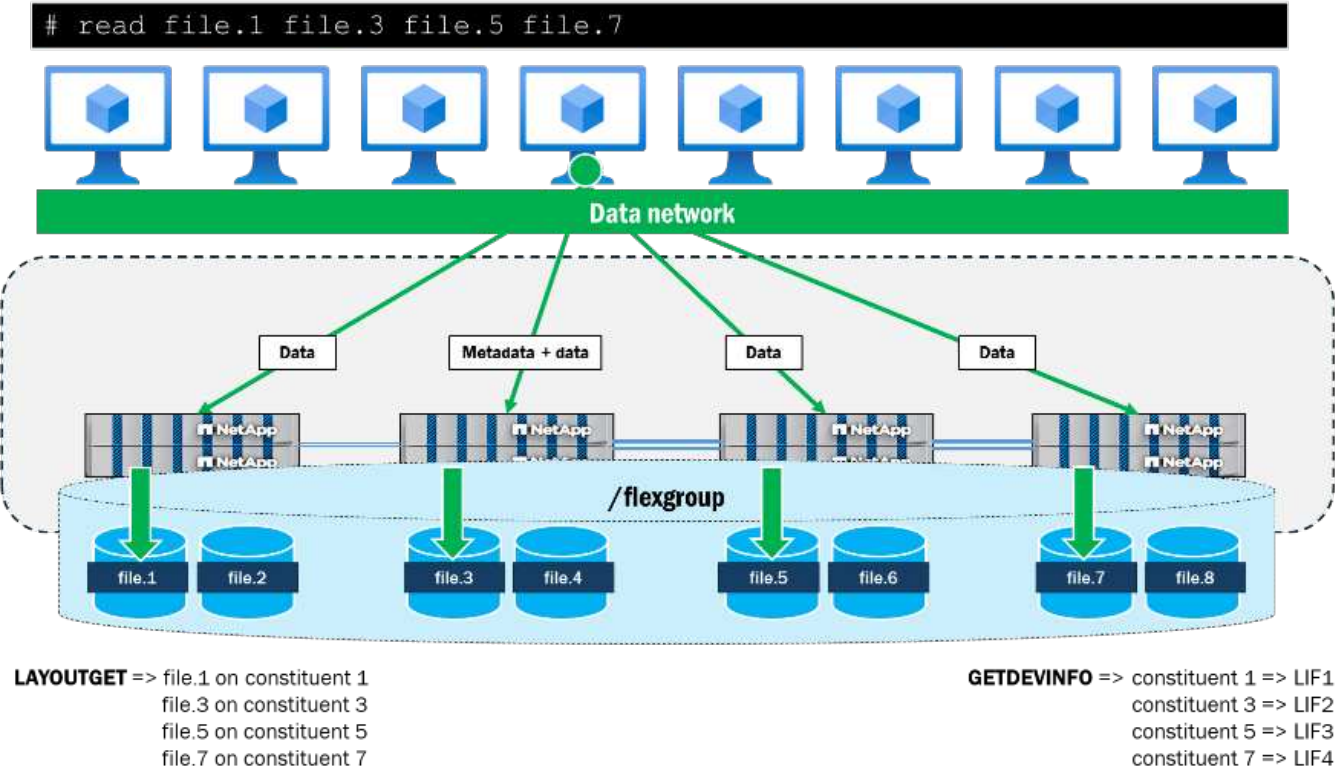 # read file.1 file.3 file.5 file.7
Data network
Data
Metadata + data
Data
Data
NetApp
NetApp
NetApp
NetApp
NetApp
NetApp
NetApp
NetApp
/flexgroup
file.1
file.2
file.3
file.4
file.5
file.6
file.7
file.8
LAYOUTGET => file.1 on constituent 1
file.3 on constituent 3
file.5 on constituent 5
file.7 on constituent 7
GETDEVINFO => constituent 1 => LIF1
constituent 3 => LIF2
constituent 5 => LIF3
constituent 7 => LIF4